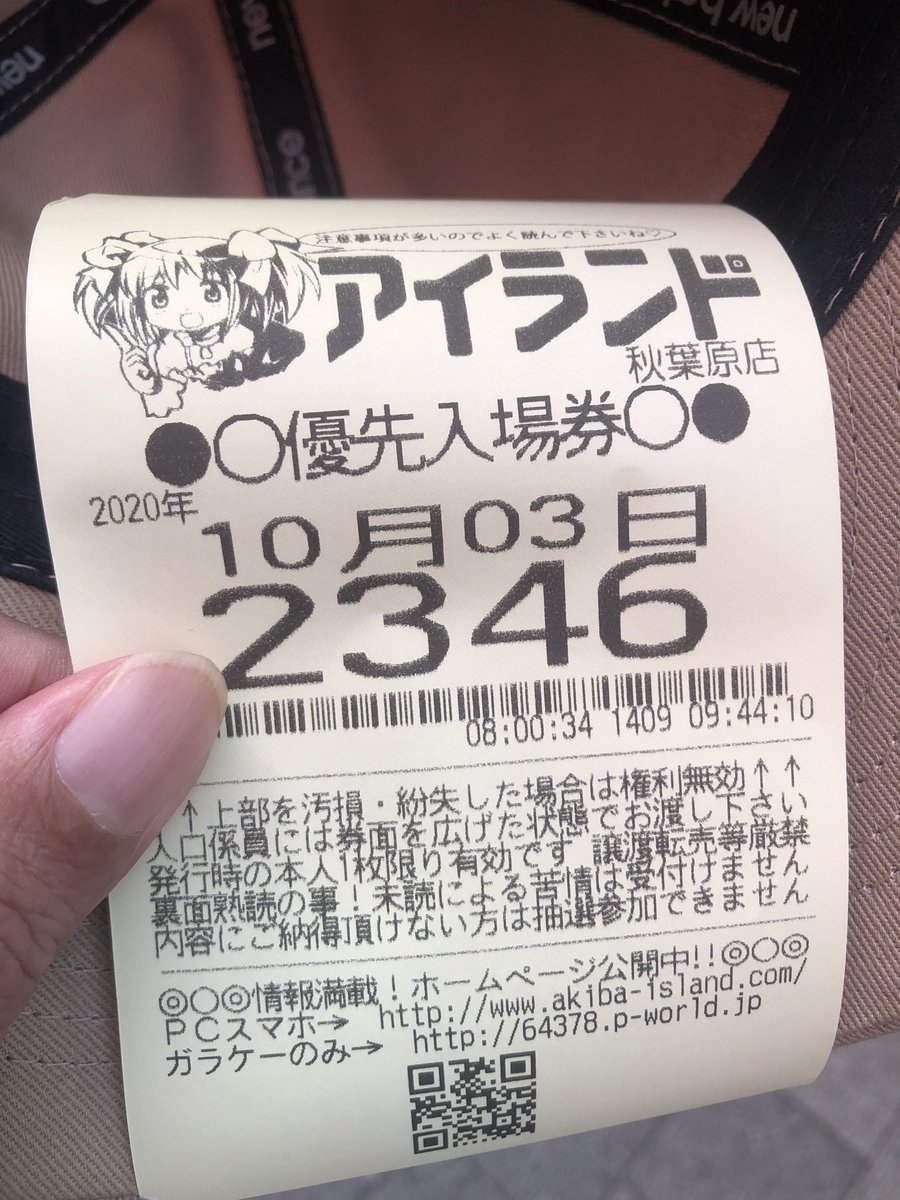 new
new
nce
new ba
注意事項が多いのでよく読んで下さいね♡
アイランド
秋葉原店
●○優先入場券○●
2020年
10月03日
2346
08:00:34 1409 09:44:10
↑↑上部を汚損・紛失した場合は権利無効↑↑
入口係員には券面を広げた状態でお渡し下さい
発行時の本人1枚限り有効です 譲渡転売等厳禁
裏面熟読の事！未読による苦情は受付けません
内容にご納得頂けない方は抽選参加できません
◎○◎情報満載！ホームページ公開中!!◎○◎
PCスマホ→ http://www.akiba-island.com/
ガラケーのみ→ http://64378.p-world.jp